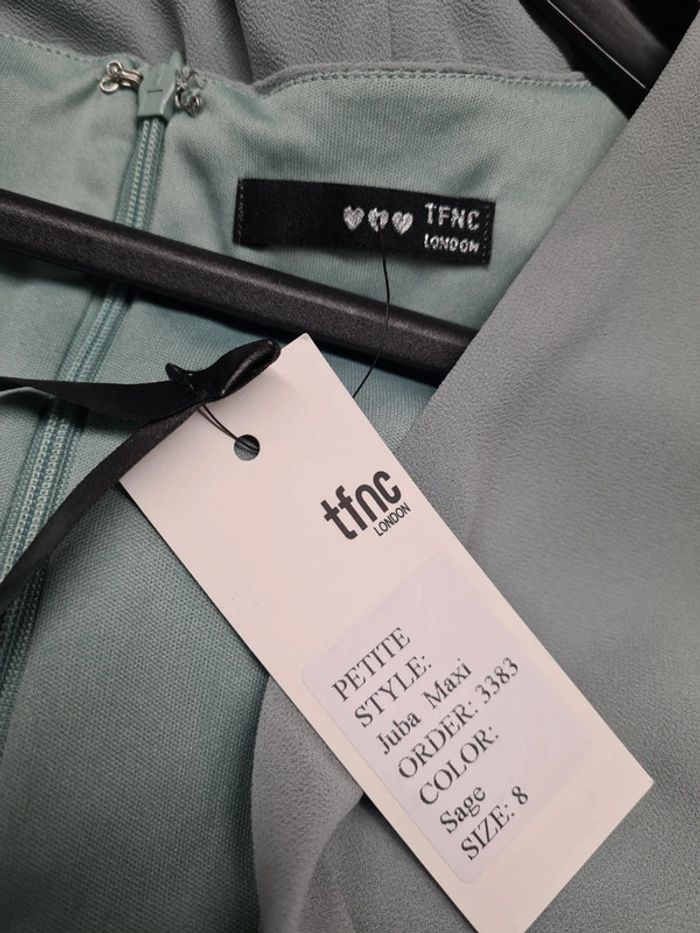 TFNC
LONDON
tfnc
LONDON
PETITE
STYLE:
Juba Maxi
ORDER: 3383
COLOR:
Sage
SIZE: 8